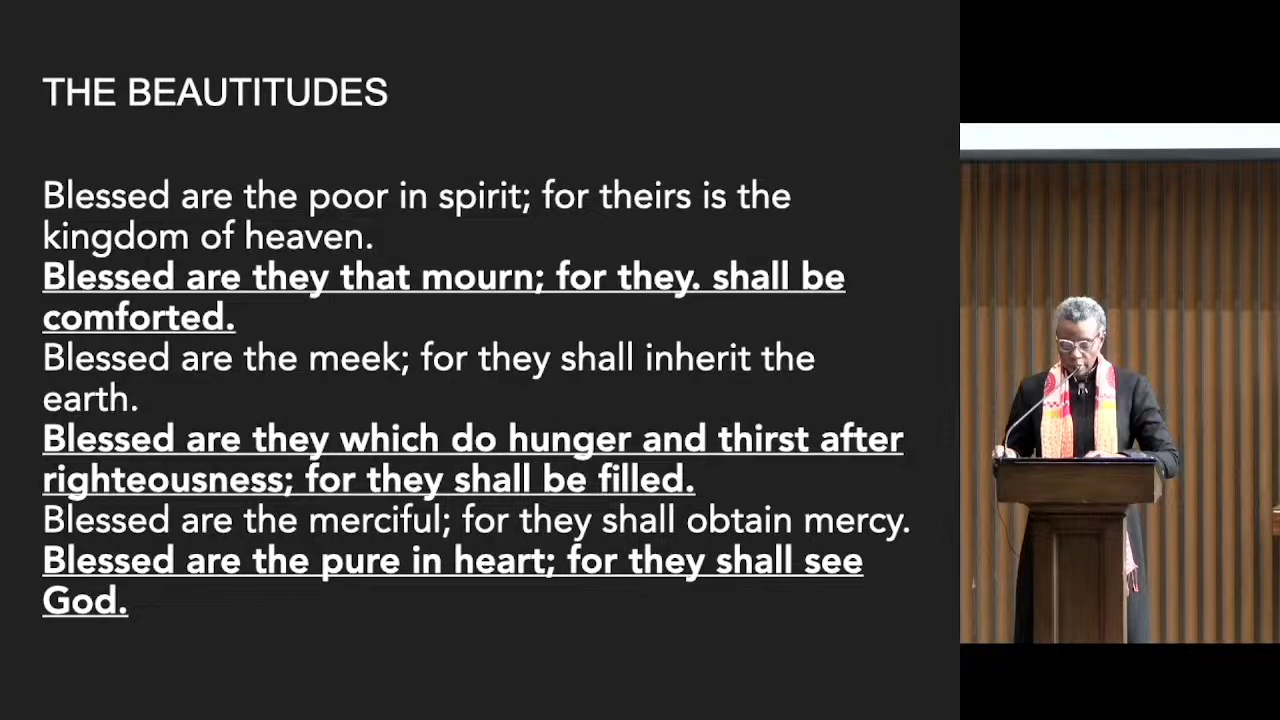 THE BEAUTITUDES
Blessed are the poor in spirit; for theirs is the
kingdom of heaven.
Blessed are they that mourn; for they. shall be
comforted.
Blessed are the meek; for they shall inherit the
earth.
Blessed are they which do hunger and thirst after
righteousness; for they shall be filled.
Blessed are the merciful; for they shall obtain mercy.
Blessed are the pure in heart; for they shall see
God.